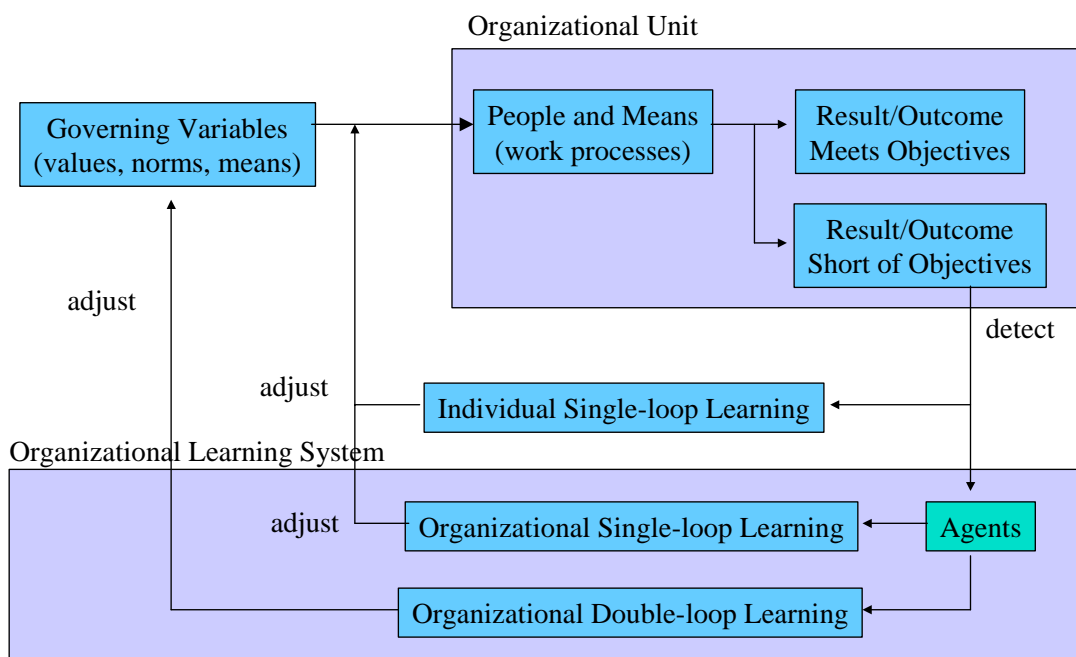 Organizational Unit
Governing Variables
(values, norms, means)
People and Means
(work processes)
Result/Outcome
Meets Objectives
Result/Outcome
Short of Objectives
adjust
detect
adjust
Individual Single-loop Learning
Organizational Learning System
adjust
Organizational Single-loop Learning
Agents
Organizational Double-loop Learning